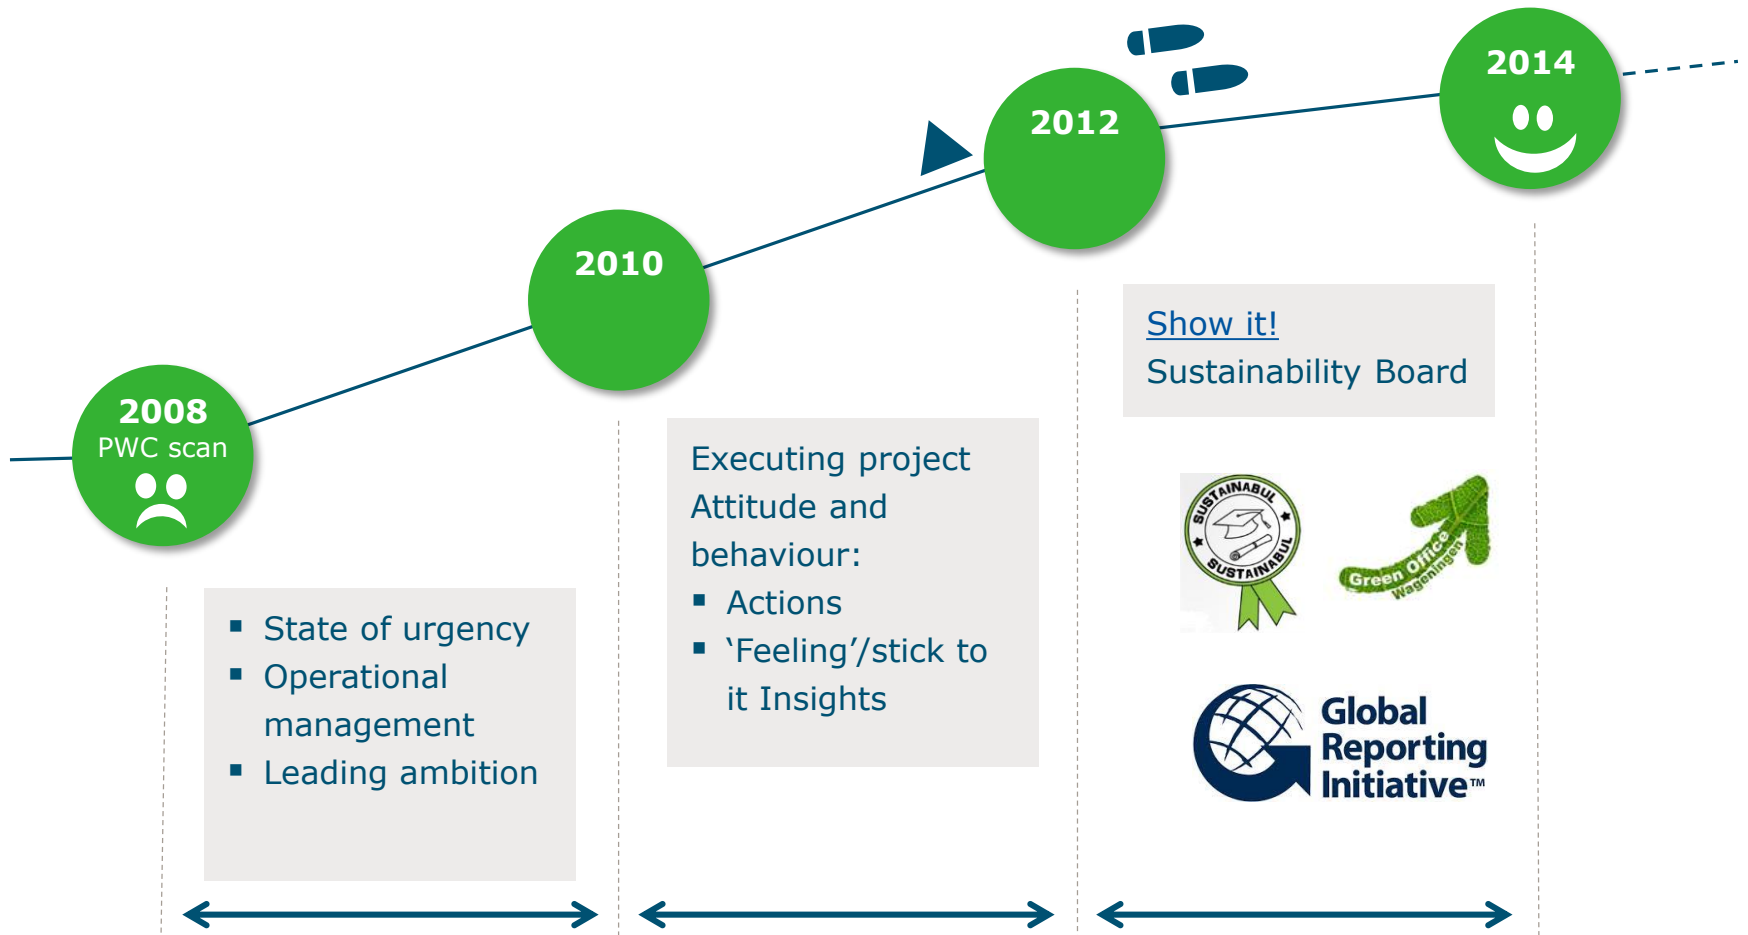 2014
2012
2010
2008
PWC scan
▪ State of urgency
▪ Operational
management
▪ Leading ambition
Executing project
Attitude and
behaviour:
▪ Actions
▪ ‘Feeling’/stick to
it Insights
Show it!
Sustainability Board
SUSTAINABUL
SUSTAINABUL
Green Office
Wageningen
Global
Reporting
Initiative™